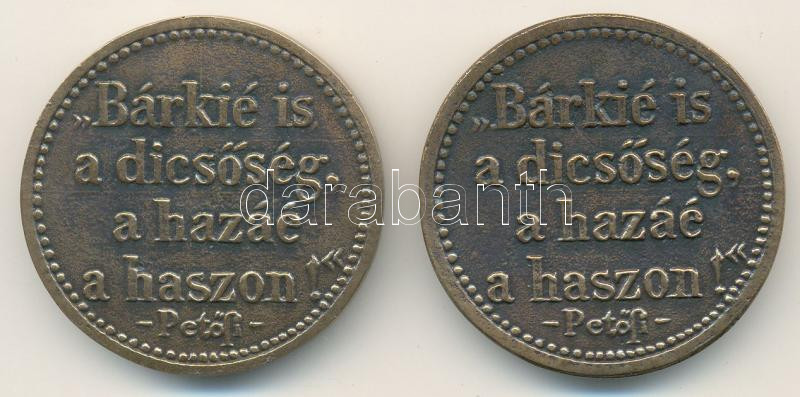 „Bárkié is
a dicsőség,
a hazáé
a haszon!"
-Petőfi-
„Bárkié is
a dicsőség,
a hazáé
a haszon!"
-Petőfi-
darabanth